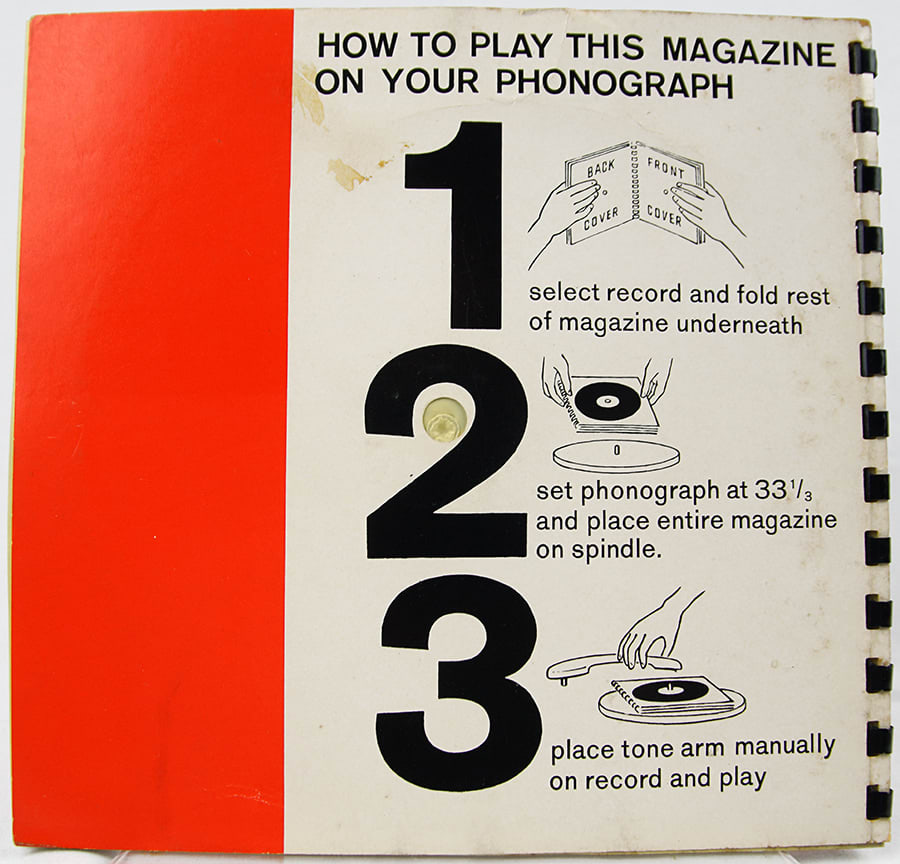 HOW TO PLAY THIS MAGAZINE
ON YOUR PHONOGRAPH
1
BACK
COVER
FRONT
COVER
select record and fold rest
of magazine underneath
2
set phonograph at 33 1/3
and place entire magazine
on spindle.
3
place tone arm manually
on record and play